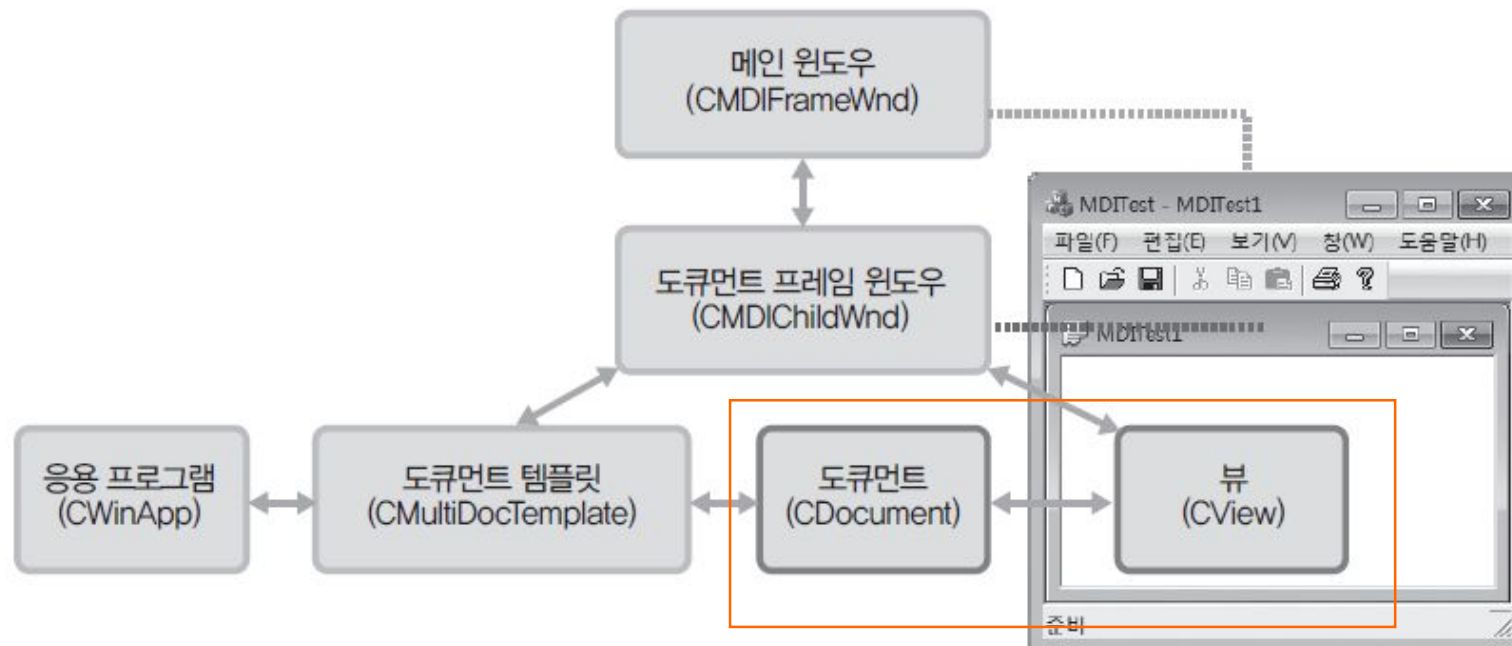 메인 윈도우
(CMDIFrameWnd)
MDITest - MDITest1
파일(F) 편집(E) 보기(V) 창(W) 도움말(H)
도큐먼트 프레임 윈도우
(CMDIChildWnd)
MDITest1
응용 프로그램
(CWinApp)
도큐먼트 템플릿
(CMultiDocTemplate)
도큐먼트
(CDocument)
뷰
(CView)
준비